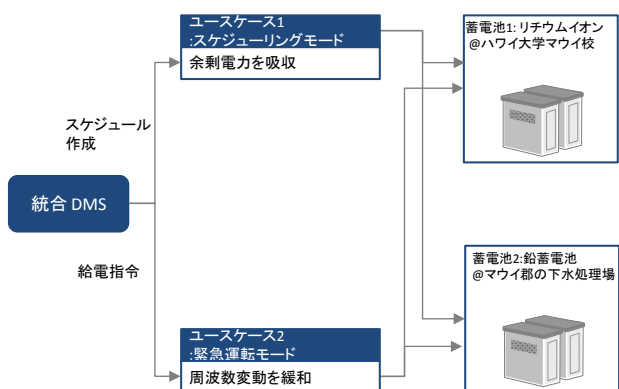 ユースケース1
:スケジューリングモード
余剰電力を吸収
蓄電池1: リチウムイオン
@ハワイ大学マウイ校
スケジュール
作成
統合 DMS
給電指令
蓄電池2:鉛蓄電池
@マウイ郡の下水処理場
ユースケース2
:緊急運転モード
周波数変動を緩和